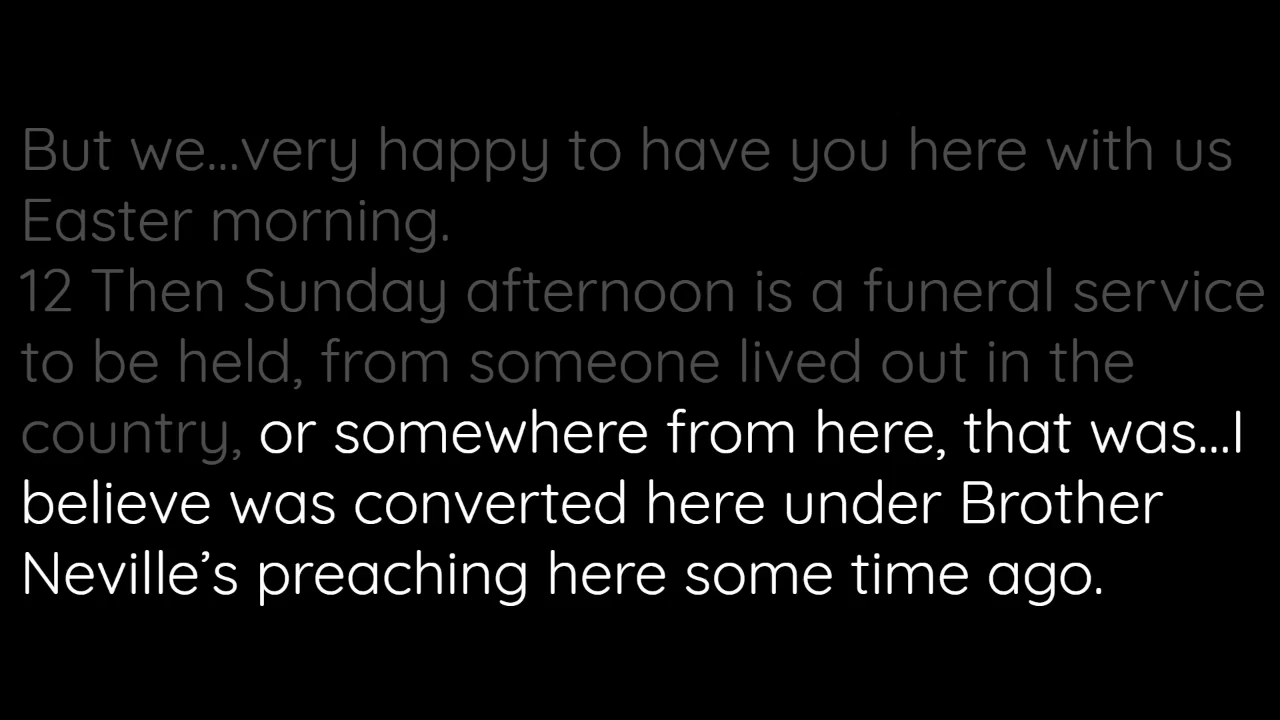 But we...very happy to have you here with us
Easter morning.
12 Then Sunday afternoon is a funeral service
to be held, from someone lived out in the
country, or somewhere from here, that was...I
believe was converted here under Brother
Neville’s preaching here some time ago.